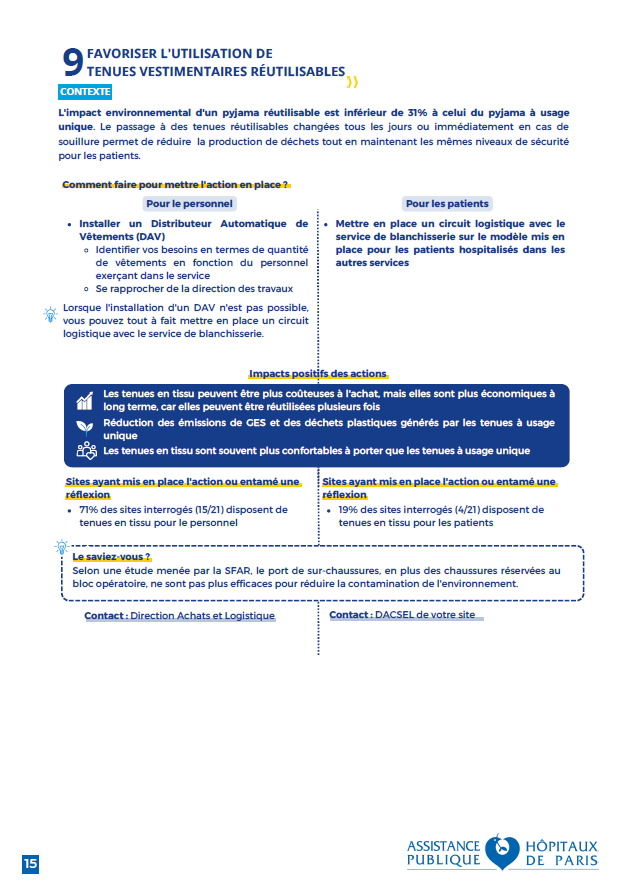 9 FAVORISER L'UTILISATION DE
TENUES VESTIMENTAIRES RÉUTILISABLES
CONTEXTE
L'impact environnemental d'un pyjama réutilisable est inférieur de 31% à celui du pyjama à usage
unique. Le passage à des tenues réutilisables changées tous les jours ou immédiatement en cas de
souillure permet de réduire la production de déchets tout en maintenant les mêmes niveaux de sécurité
pour les patients.
Comment faire pour mettre l'action en place ?
Pour le personnel
• Installer un Distributeur Automatique de
Vêtements (DAV)
◦ Identifier vos besoins en termes de quantité
de vêtements en fonction du personnel
exerçant dans le service
◦ Se rapprocher de la direction des travaux
Lorsque l'installation d'un DAV n'est pas possible,
vous pouvez tout à fait mettre en place un circuit
logistique avec le service de blanchisserie.
Pour les patients
• Mettre en place un circuit logistique avec le
service de blanchisserie sur le modèle mis en
place pour les patients hospitalisés dans les
autres services
Impacts positifs des actions
Les tenues en tissu peuvent être plus coûteuses à l'achat, mais elles sont plus économiques à
long terme, car elles peuvent être réutilisées plusieurs fois
Réduction des émissions de GES et des déchets plastiques générés par les tenues à usage
unique
Les tenues en tissu sont souvent plus confortables à porter que les tenues à usage unique
Sites ayant mis en place l'action ou entamé une
réflexion
• 71% des sites interrogés (15/21) disposent de
tenues en tissu pour le personnel
Sites ayant mis en place l'action ou entamé une
réflexion
• 19% des sites interrogés (4/21) disposent de
tenues en tissu pour les patients
Le saviez-vous ?
Selon une étude menée par la SFAR, le port de sur-chaussures, en plus des chaussures réservées au
bloc opératoire, ne sont pas plus efficaces pour réduire la contamination de l'environnement.
Contact : Direction Achats et Logistique
Contact : DACSEL de votre site
15
ASSISTANCE HÔPITAUX
PUBLIQUE DE PARIS